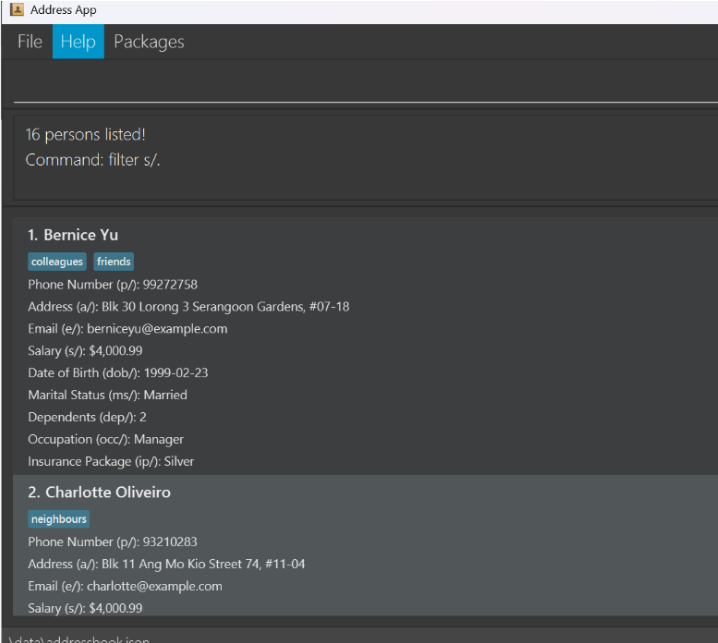 Address App
File Help Packages
16 persons listed!
Command: filter s/.
1. Bernice Yu
colleagues friends
Phone Number (p/): 99272758
Address (a/): Blk 30 Lorong 3 Serangoon Gardens, #07-18
Email (e/): berniceyu@example.com
Salary (s/): $4,000.99
Date of Birth (dob/): 1999-02-23
Marital Status (ms/): Married
Dependents (dep/): 2
Occupation (occ/): Manager
Insurance Package (ip/): Silver
2. Charlotte Oliveiro
neighbours
Phone Number (p/): 93210283
Address (a/): Blk 11 Ang Mo Kio Street 74, #11-04
Email (e/): charlotte@example.com
Salary (s/): $4,000.99
\data\addressbook.json